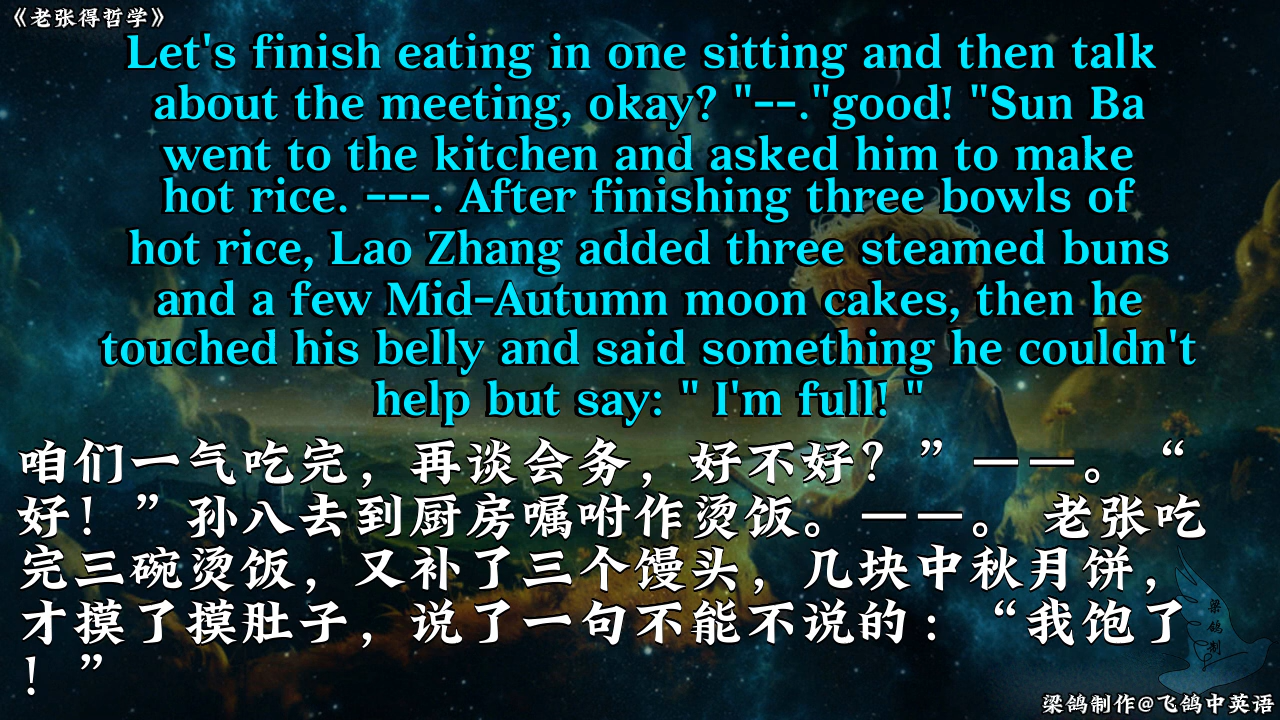 《老张得哲学》
Let's finish eating in one sitting and then talk
about the meeting, okay? "--."good! "Sun Ba
went to the kitchen and asked him to make
hot rice. ---. After finishing three bowls of
hot rice, Lao Zhang added three steamed buns
and a few Mid-Autumn moon cakes, then he
touched his belly and said something he couldn't
help but say: " I'm full! "
咱们一气吃完，再谈会务，好不好？”——。“
好！”孙八去到厨房嘱咐作烫饭。——。 老张吃
完三碗烫饭，又补了三个馒头，几块中秋月饼，
才摸了摸肚子，说了一句不能不说的：“我饱了
！”
梁鸽制
梁鸽制作@飞鸽中英语